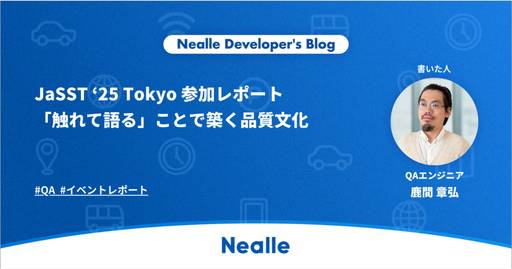 Nealle Developer's Blog
JaSST ‘25 Tokyo 参加レポート
「触れて語る」ことで築く品質文化
#QA #イベントレポート
書いた人
QAエンジニア
鹿間 章弘
Nealle